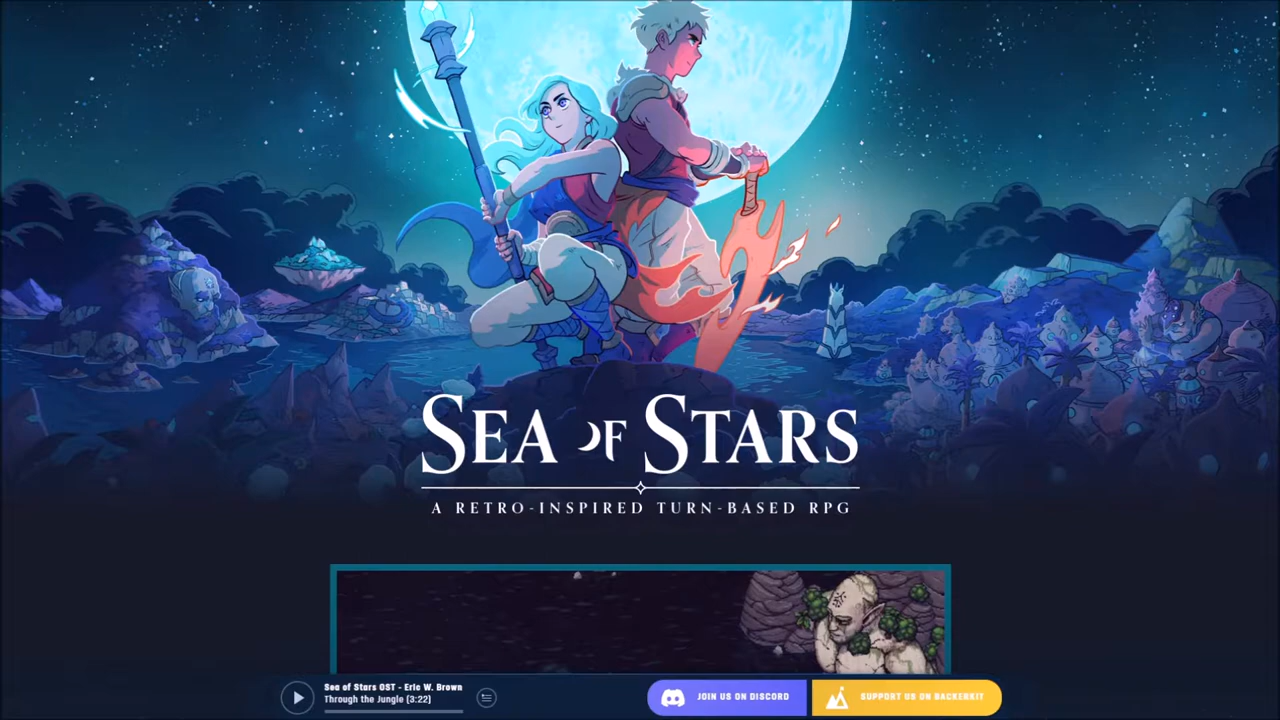 SEA OF STARS
A RETRO-INSPIRED TURN-BASED RPG
Sea of Stars OST - Eric W. Brown
Through the Jungle [3:22]
JOIN US ON DISCORD
SUPPORT US ON BACKERKIT